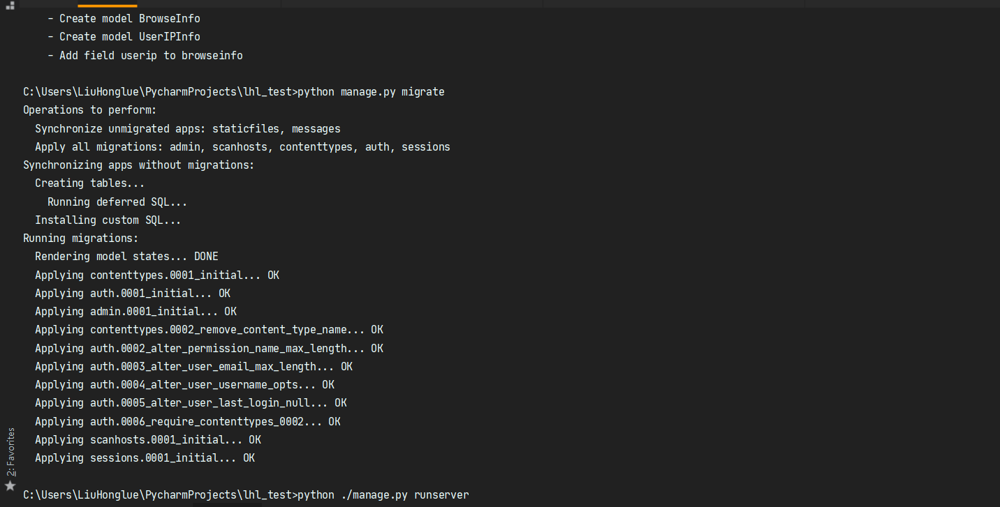 - Create model BrowseInfo
- Create model UserIPInfo
- Add field userip to browseinfo
C:\Users\LiuHonglue\PycharmProjects\lhl_test>python manage.py migrate
Operations to perform:
Synchronize unmigrated apps: staticfiles, messages
Apply all migrations: admin, scanhosts, contenttypes, auth, sessions
Synchronizing apps without migrations:
Creating tables...
Running deferred SQL...
Installing custom SQL...
Running migrations:
Rendering model states... DONE
Applying contenttypes.0001_initial... OK
Applying auth.0001_initial... OK
Applying admin.0001_initial... OK
Applying contenttypes.0002_remove_content_type_name... OK
Applying auth.0002_alter_permission_name_max_length... OK
Applying auth.0003_alter_user_email_max_length... OK
Applying auth.0004_alter_user_username_opts... OK
Applying auth.0005_alter_user_last_login_null... OK
Applying auth.0006_require_contenttypes_0002... OK
Applying scanhosts.0001_initial... OK
Applying sessions.0001_initial... OK
C:\Users\LiuHonglue\PycharmProjects\lhl_test>python ./manage.py runserver
2: Favorites